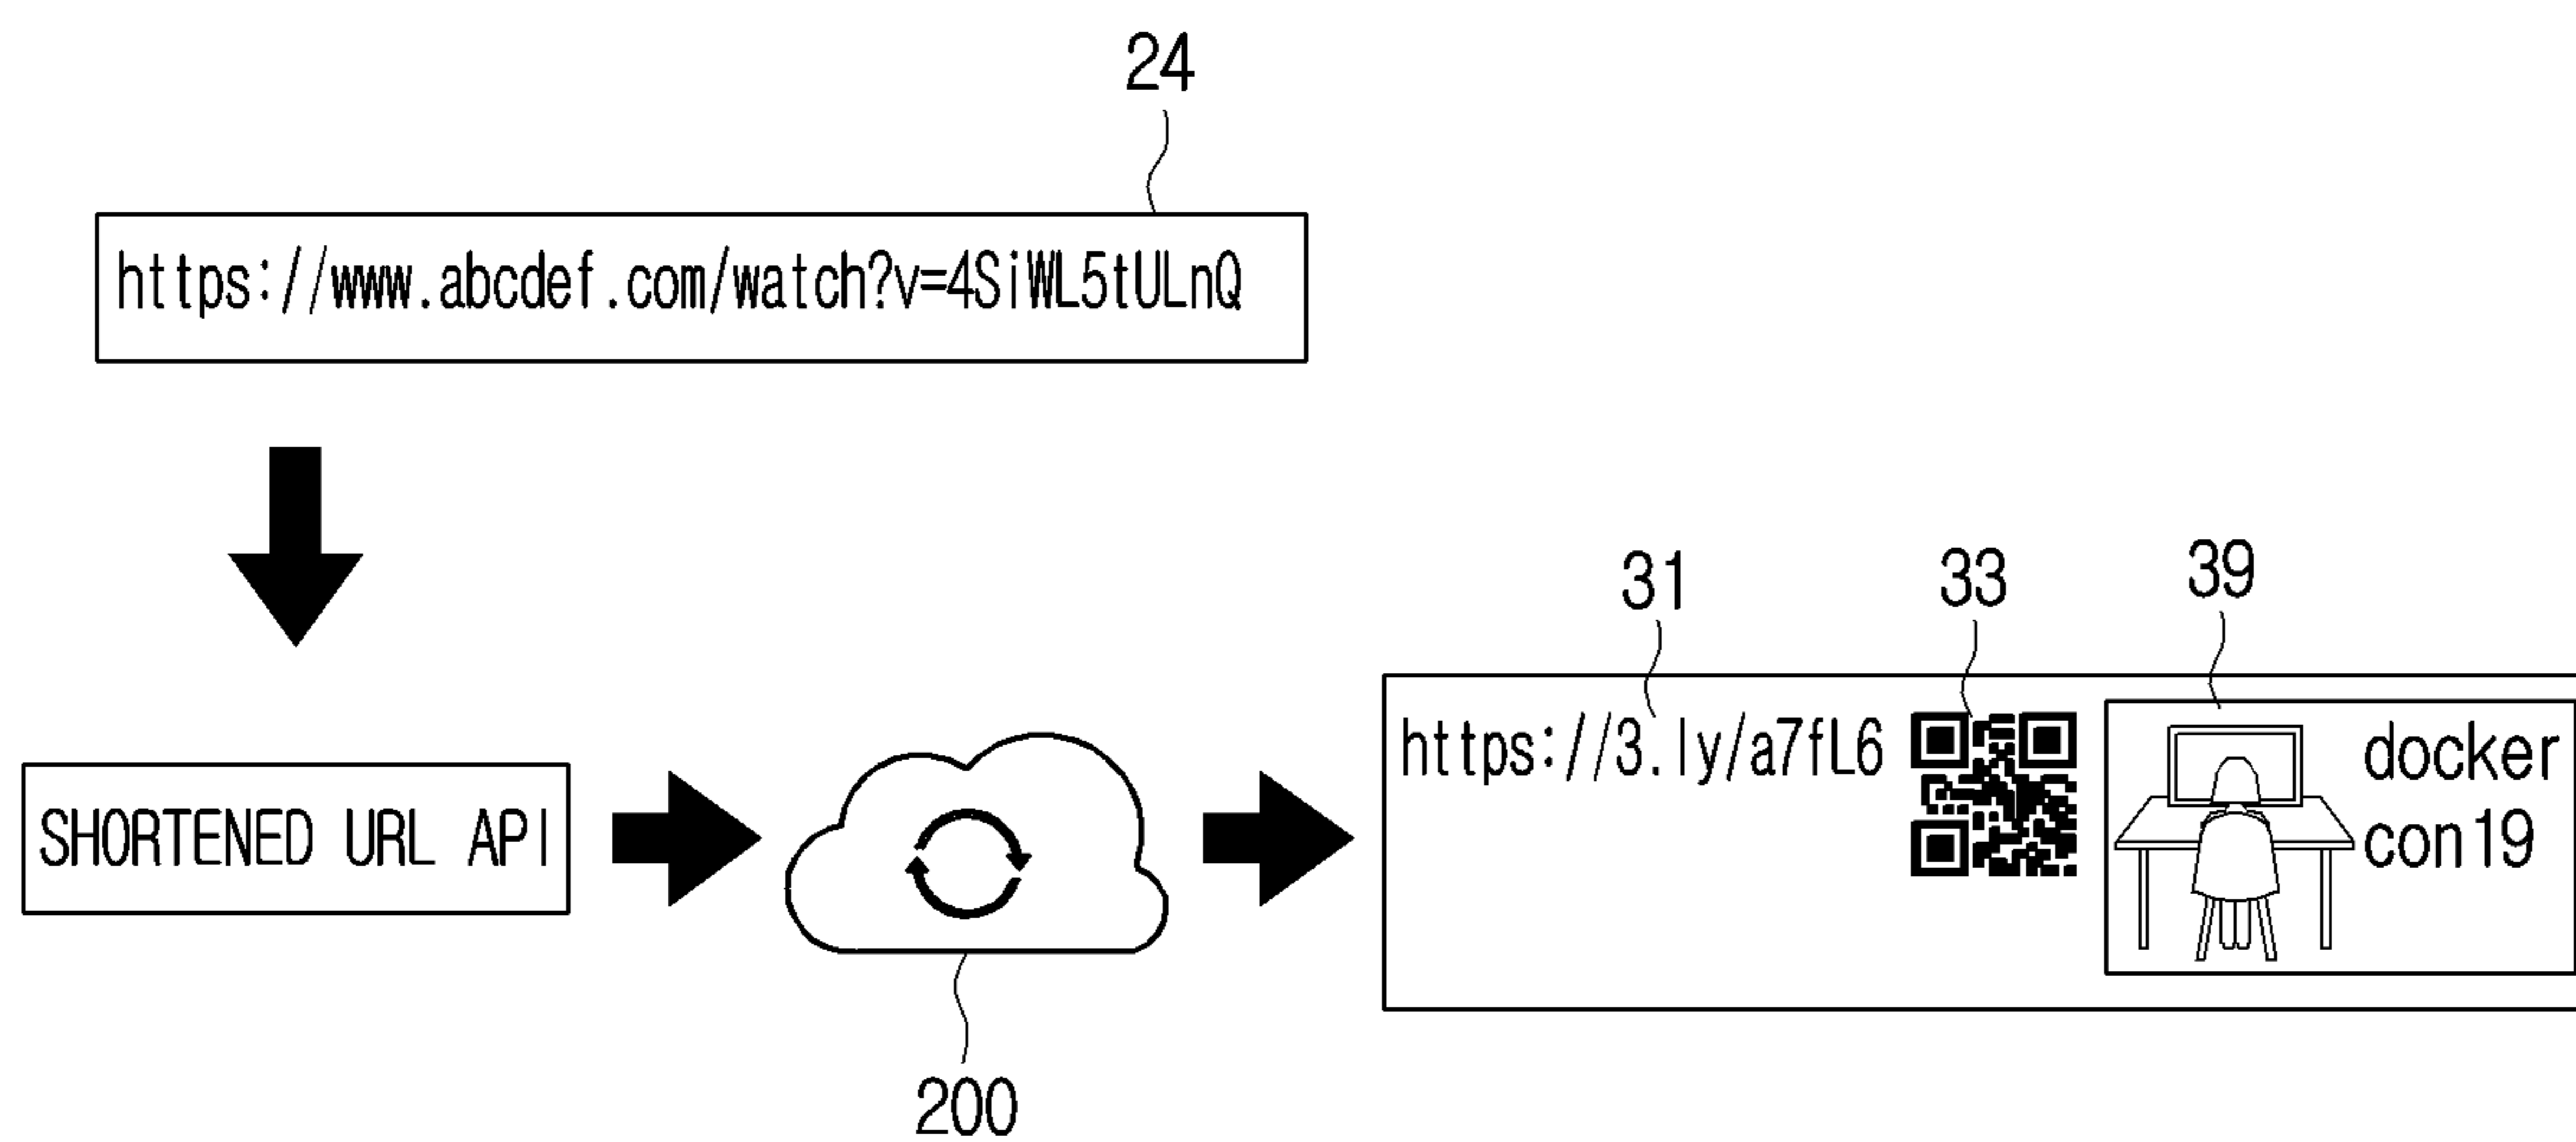 24
https://www.abcdef.com/watch?v=4SiWL5tULnQ
31
33
39
https://3.ly/a7fL6
docker
con19
SHORTENED URL API
200